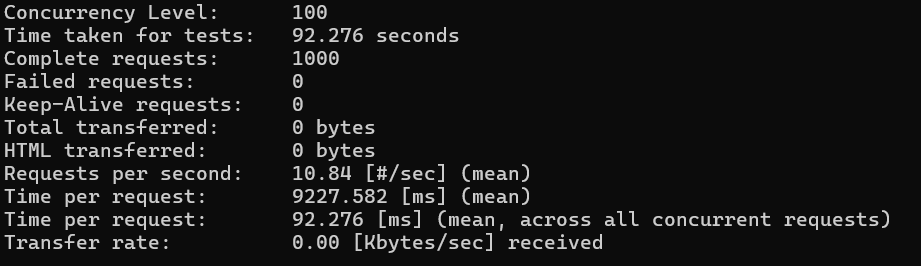 Concurrency Level:      100
Time taken for tests:   92.276 seconds
Complete requests:      1000
Failed requests:        0
Keep-Alive requests:    0
Total transferred:      0 bytes
HTML transferred:       0 bytes
Requests per second:    10.84 [#/sec] (mean)
Time per request:       9227.582 [ms] (mean)
Time per request:       92.276 [ms] (mean, across all concurrent requests)
Transfer rate:          0.00 [Kbytes/sec] received